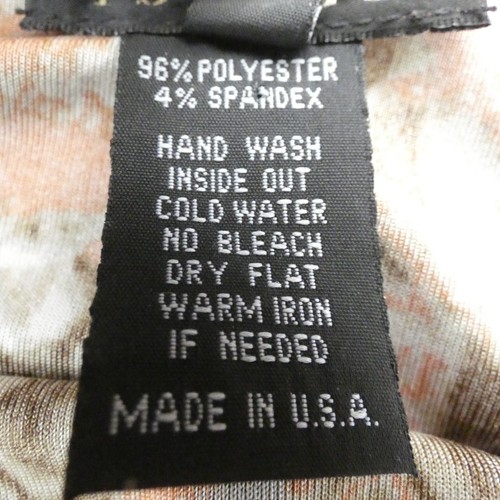 96% POLYESTER
4% SPANDEX
HAND WASH
INSIDE OUT
COLD WATER
NO BLEACH
DRY FLAT
WARM IRON
IF NEEDED
MADE IN U.S.A.